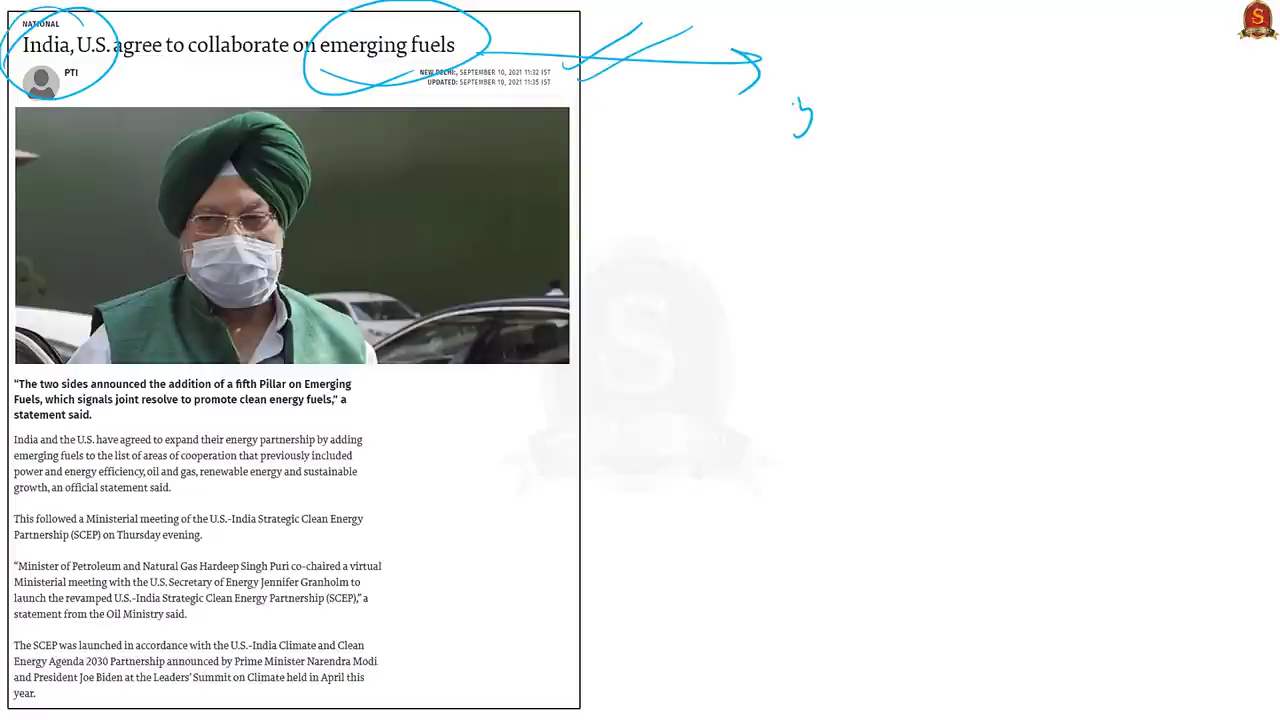 NATIONAL
India, U.S. agree to collaborate on emerging fuels
PTI
NEW DELHI:, SEPTEMBER 10, 2021 11:32 IST
UPDATED: SEPTEMBER 10, 2021 11:35 IST
“The two sides announced the addition of a fifth Pillar on Emerging
Fuels, which signals joint resolve to promote clean energy fuels,” a
statement said.
India and the U.S. have agreed to expand their energy partnership by adding
emerging fuels to the list of areas of cooperation that previously included
power and energy efficiency, oil and gas, renewable energy and sustainable
growth, an official statement said.
This followed a Ministerial meeting of the U.S.-India Strategic Clean Energy
Partnership (SCEP) on Thursday evening.
“Minister of Petroleum and Natural Gas Hardeep Singh Puri co-chaired a virtual
Ministerial meeting with the U.S. Secretary of Energy Jennifer Granholm to
launch the revamped U.S.-India Strategic Clean Energy Partnership (SCEP),” a
statement from the Oil Ministry said.
The SCEP was launched in accordance with the U.S.-India Climate and Clean
Energy Agenda 2030 Partnership announced by Prime Minister Narendra Modi
and President Joe Biden at the Leaders’ Summit on Climate held in April this
year.
S
S